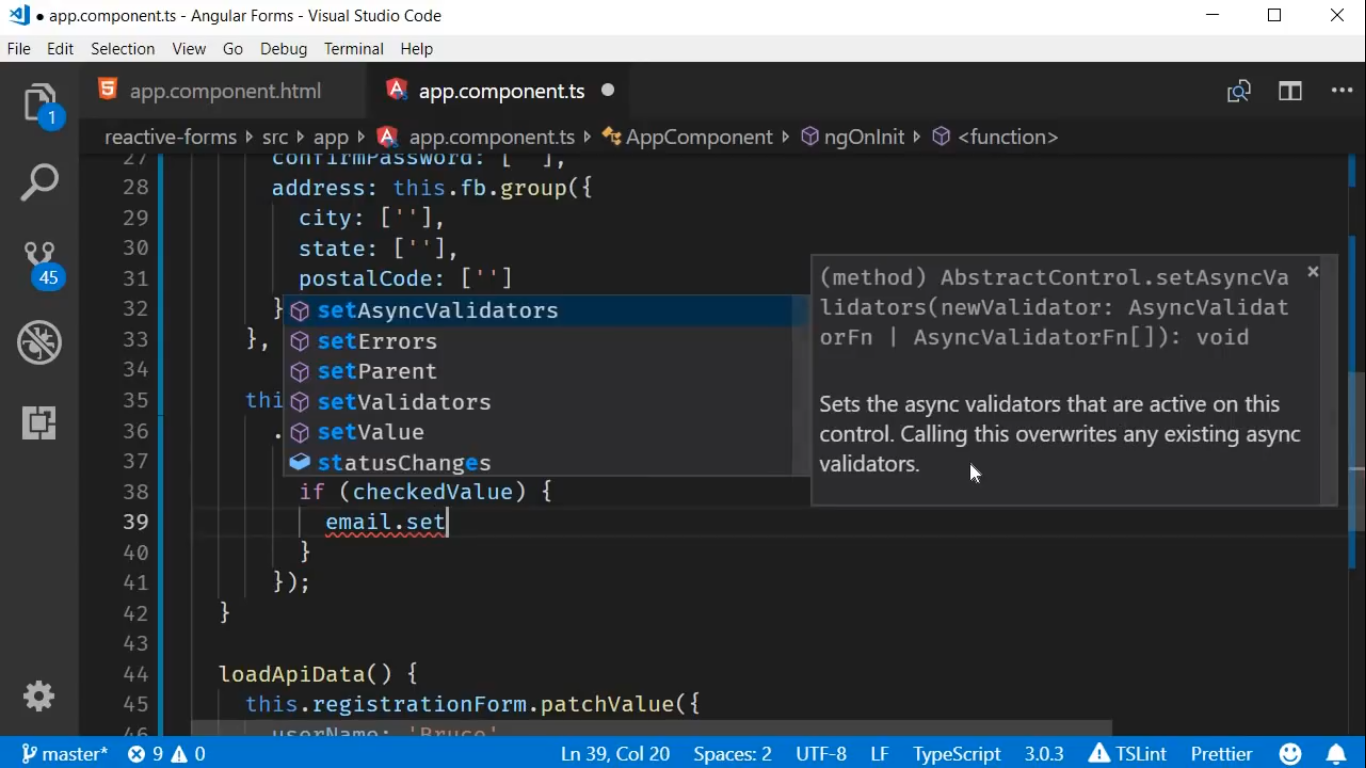 app.component.ts - Angular Forms - Visual Studio Code
File Edit Selection View Go Debug Terminal Help
app.component.html app.component.ts
reactive-forms src app app.component.ts AppComponent ngOnInit <function>
27 confirmPassword: [''],
28 address: this.fb.group({
29 city: [''],
30 state: [''],
31 postalCode: ['']
32 }
33 },
34
35 thi
36 .
37
38 if (checkedValue) {
39 email.set
40 }
41 });
42 }
43
44 loadApiData() {
45 this.registrationForm.patchValue({
46 userName: 'Bruce'
setAsyncValidators
setErrors
setParent
setValidators
setValue
statusChanges
(method) AbstractControl.setAsyncVa
lidators(newValidator: AsyncValidat
orFn | AsyncValidatorFn[]): void
Sets the async validators that are active on this
control. Calling this overwrites any existing async
validators.
1
45
master* 9 0 Ln 39, Col 20 Spaces: 2 UTF-8 LF TypeScript 3.0.3 TSLint Prettier